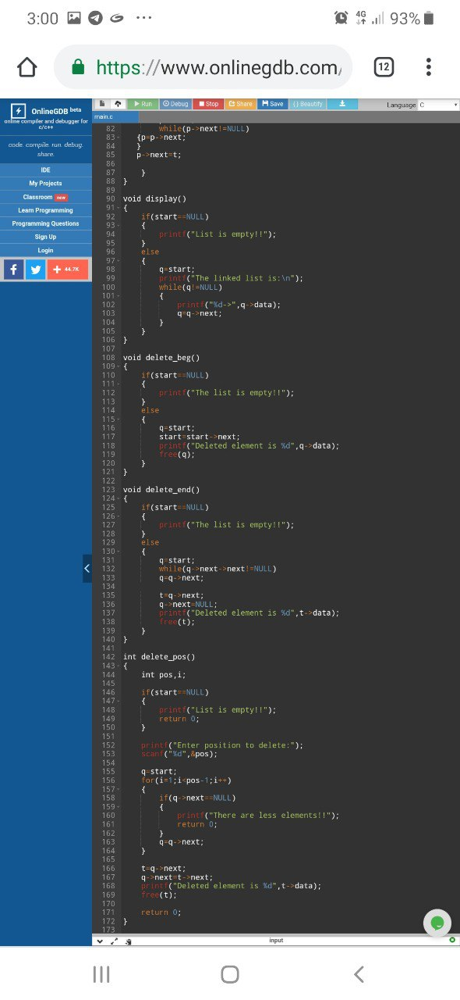 3:00 4G 93%
https://www.onlinegdb.com/ 12
OnlineGDB beta
online compiler and debugger for
c/c++
code. compile. run. debug.
share.
IDE
My Projects
Classroom new
Learn Programming
Programming Questions
Sign Up
Login
f + 44.7K
Run Debug Stop Share Save {} Beautify Language C
main.c
82 while(p->next!=NULL)
83 {p=p->next;
84 }
85 p->next=t;
86
87 }
88 }
89
90 void display()
91 {
92 if(start==NULL)
93 {
94 printf("List is empty!!");
95 }
96 else
97 {
98 q=start;
99 printf("The linked list is:\n");
100 while(q!=NULL)
101 {
102 printf("%d->",q->data);
103 q=q->next;
104 }
105 }
106 }
107
108 void delete_beg()
109 {
110 if(start==NULL)
111 {
112 printf("The list is empty!!");
113 }
114 else
115 {
116 q=start;
117 start=start->next;
118 printf("Deleted element is %d",q->data);
119 free(q);
120 }
121 }
122
123 void delete_end()
124 {
125 if(start==NULL)
126 {
127 printf("The list is empty!!");
128 }
129 else
130 {
131 q=start;
132 while(q->next->next!=NULL)
133 q=q->next;
134
135 t=q->next;
136 q->next=NULL;
137 printf("Deleted element is %d",t->data);
138 free(t);
139 }
140 }
141
142 int delete_pos()
143 {
144 int pos,i;
145
146 if(start==NULL)
147 {
148 printf("List is empty!!");
149 return 0;
150 }
151
152 printf("Enter position to delete:");
153 scanf("%d",&pos);
154
155 q=start;
156 for(i=1;i<pos-1;i++)
157 {
158 if(q->next==NULL)
159 {
160 printf("There are less elements!!");
161 return 0;
162 }
163 q=q->next;
164 }
165
166 t=q->next;
167 q->next=t->next;
168 printf("Deleted element is %d",t->data);
169 free(t);
170
171 return 0;
172 }
173
input